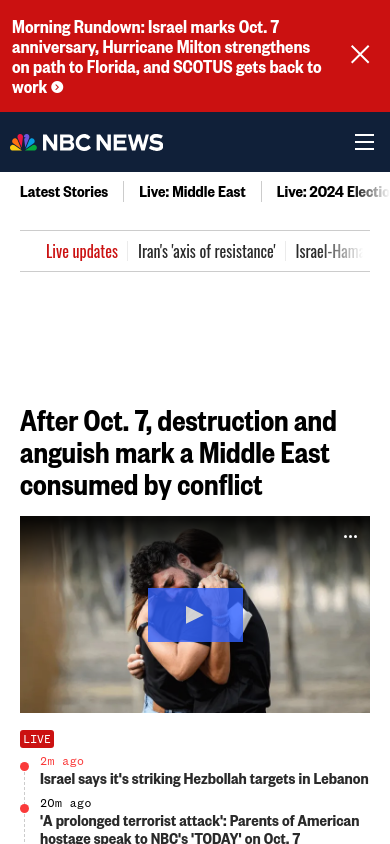 Morning Rundown: Israel marks Oct. 7
anniversary, Hurricane Milton strengthens
on path to Florida, and SCOTUS gets back to
work
NBC NEWS
Latest Stories
Live: Middle East
Live: 2024 Electio
Live updates
Iran's 'axis of resistance'
Israel-Hama
After Oct. 7, destruction and
anguish mark a Middle East
consumed by conflict
LIVE
2m ago
Israel says it's striking Hezbollah targets in Lebanon
20m ago
'A prolonged terrorist attack': Parents of American
hostage speak to NBC's 'TODAY' on Oct. 7